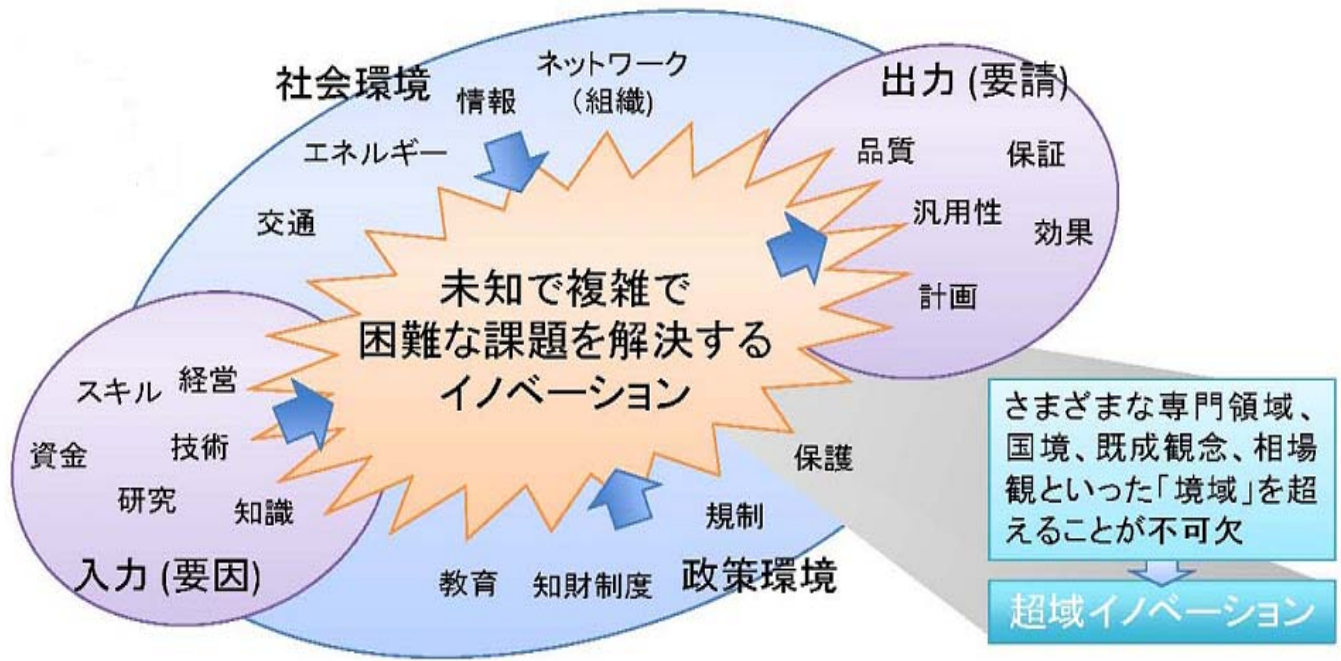 社会環境
情報
ネットワーク
（組織)
エネルギー
交通
出力 (要請)
品質
保証
汎用性
効果
計画
未知で複雑で
困難な課題を解決する
イノベーション
スキル
経営
資金
技術
研究
知識
入力 (要因)
保護
規制
教育
知財制度
政策環境
さまざまな専門領域、
国境、既成観念、相場
観といった「境域」を超
えることが不可欠
超域イノベーション